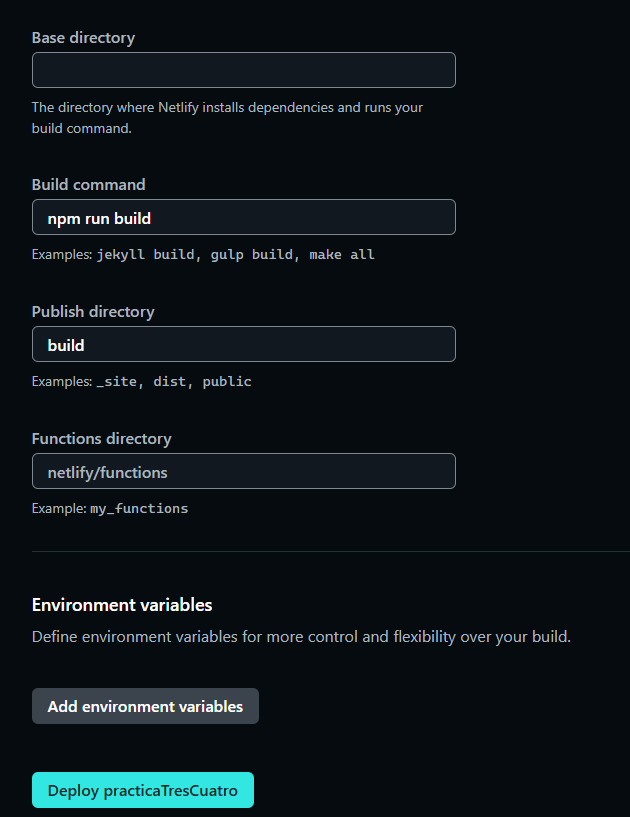 Base directory
The directory where Netlify installs dependencies and runs your
build command.
Build command
npm run build
Examples: jekyll build, gulp build, make all
Publish directory
build
Examples: _site, dist, public
Functions directory
netlify/functions
Example: my_functions
Environment variables
Define environment variables for more control and flexibility over your build.
Add environment variables
Deploy practicaTresCuatro